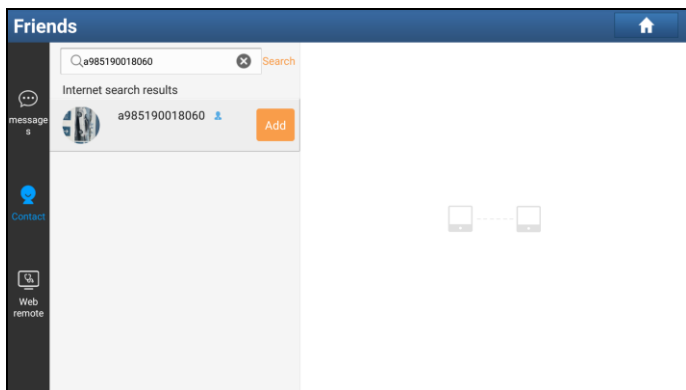 Friends
a985190018060
Search
Internet search results
a985190018060
Add
message
s
Contact
Web
remote